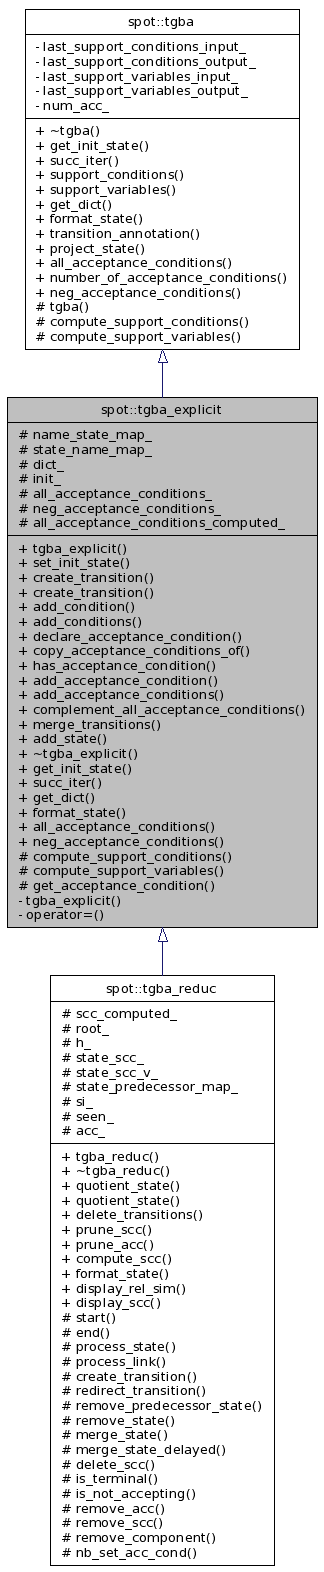 spot::tgba
- last_support_conditions_input_
- last_support_conditions_output_
- last_support_variables_input_
- last_support_variables_output_
- num_acc_
+ ~tgba()
+ get_init_state()
+ succ_iter()
+ support_conditions()
+ support_variables()
+ get_dict()
+ format_state()
+ transition_annotation()
+ project_state()
+ all_acceptance_conditions()
+ number_of_acceptance_conditions()
+ neg_acceptance_conditions()
# tgba()
# compute_support_conditions()
# compute_support_variables()
spot::tgba_explicit
# name_state_map_
# state_name_map_
# dict_
# init_
# all_acceptance_conditions_
# neg_acceptance_conditions_
# all_acceptance_conditions_computed_
+ tgba_explicit()
+ set_init_state()
+ create_transition()
+ create_transition()
+ add_condition()
+ add_conditions()
+ declare_acceptance_condition()
+ copy_acceptance_conditions_of()
+ has_acceptance_condition()
+ add_acceptance_condition()
+ add_acceptance_conditions()
+ complement_all_acceptance_conditions()
+ merge_transitions()
+ add_state()
+ ~tgba_explicit()
+ get_init_state()
+ succ_iter()
+ get_dict()
+ format_state()
+ all_acceptance_conditions()
+ neg_acceptance_conditions()
# compute_support_conditions()
# compute_support_variables()
# get_acceptance_condition()
- tgba_explicit()
- operator=()
spot::tgba_reduc
# scc_computed_
# root_
# h_
# state_scc_
# state_scc_v_
# state_predecessor_map_
# si_
# seen_
# acc_
+ tgba_reduc()
+ ~tgba_reduc()
+ quotient_state()
+ quotient_state()
+ delete_transitions()
+ prune_scc()
+ prune_acc()
+ compute_scc()
+ format_state()
+ display_rel_sim()
+ display_scc()
# start()
# end()
# process_state()
# process_link()
# create_transition()
# redirect_transition()
# remove_predecessor_state()
# remove_state()
# merge_state()
# merge_state_delayed()
# delete_scc()
# is_terminal()
# is_not_accepting()
# remove_acc()
# remove_scc()
# remove_component()
# nb_set_acc_cond()